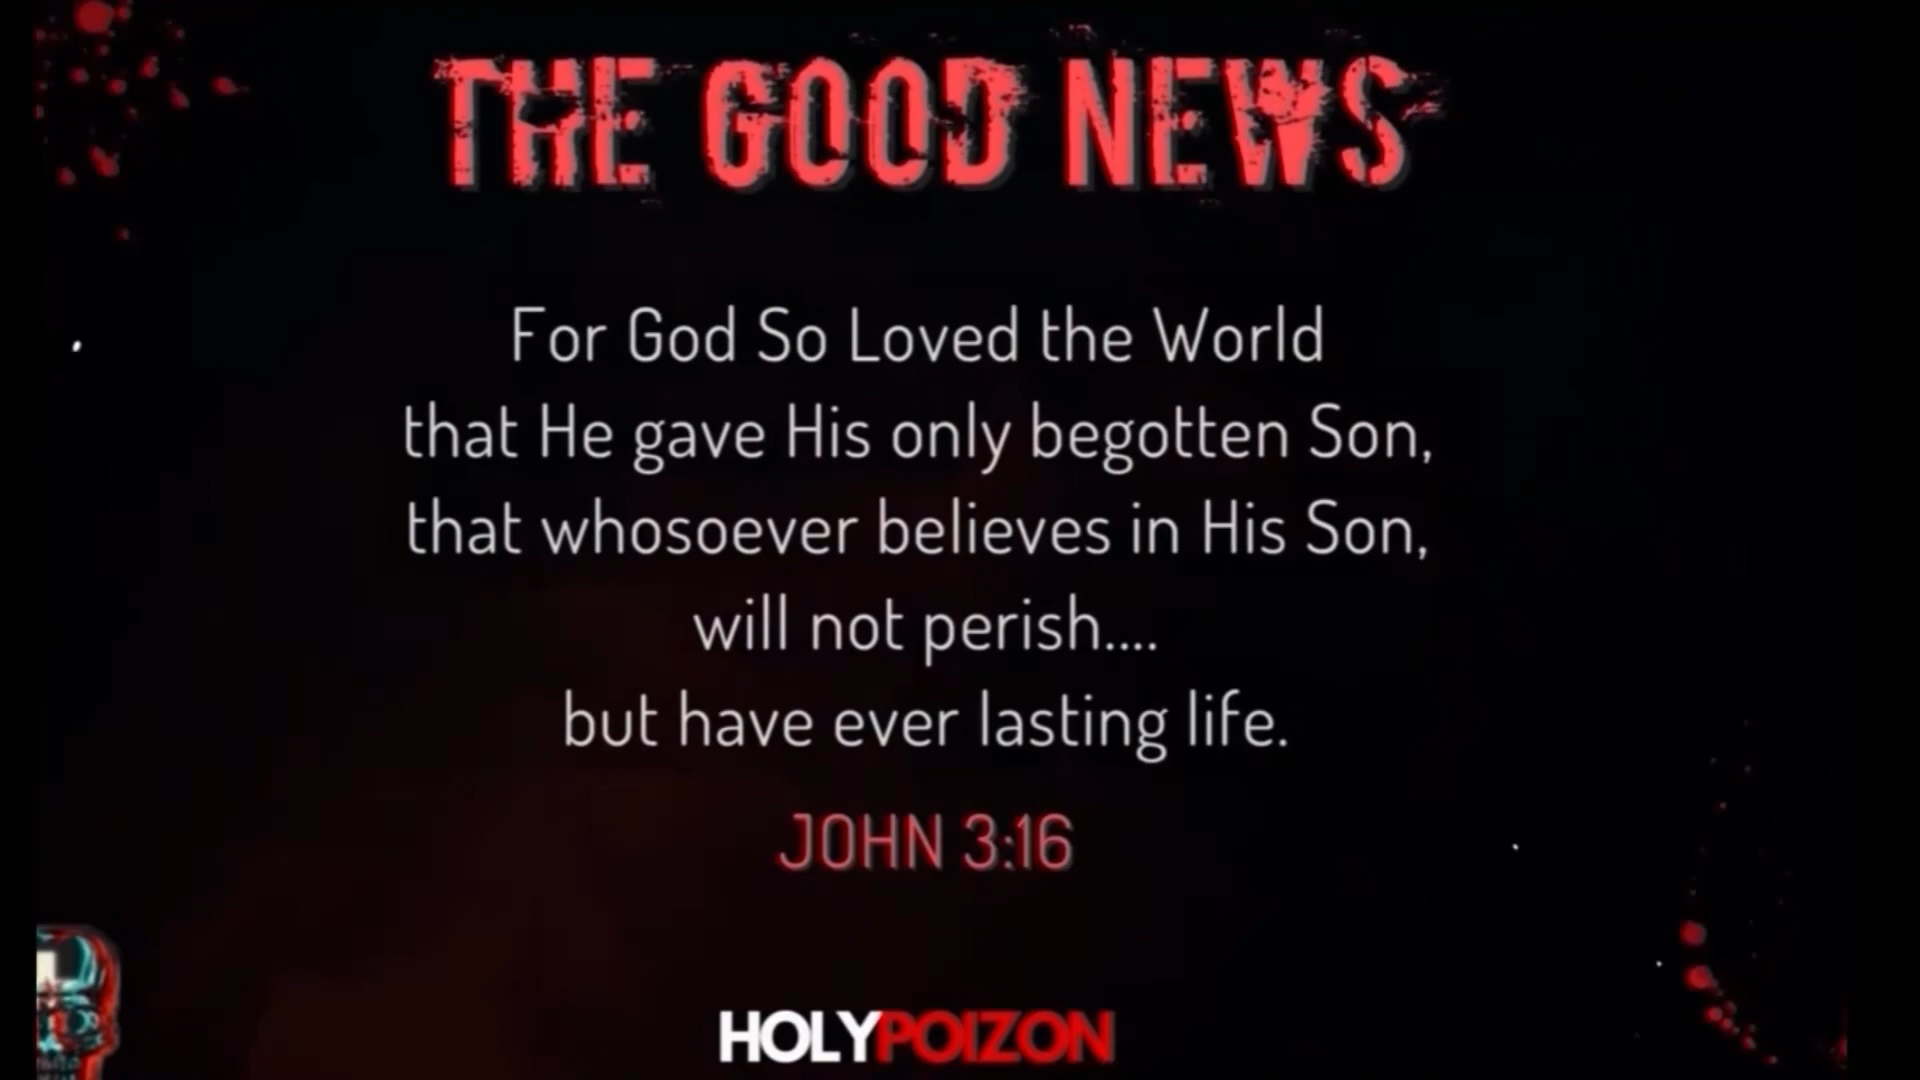 THE GOOD NEWS
For God So Loved the World
that He gave His only begotten Son,
that whosoever believes in His Son,
will not perish....
but have ever lasting life.
JOHN 3:16
HOLYPOIZON